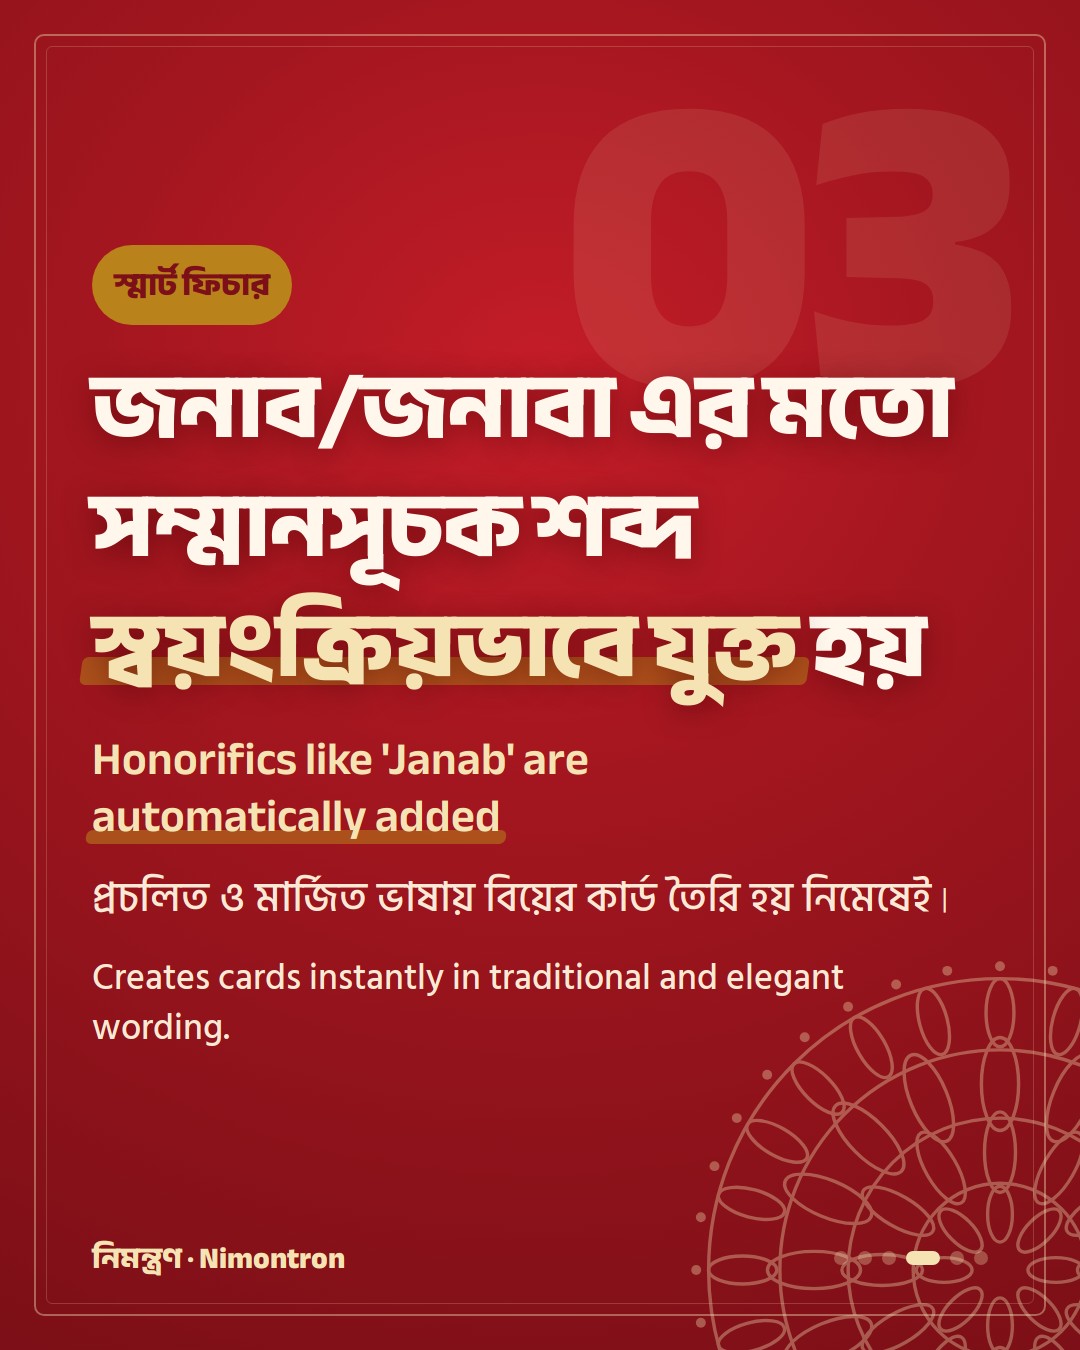 03
স্মার্ট ফিচার
জনাব/জনাবা এর মতো
সম্মানসূচক শব্দ
স্বয়ংক্রিয়ভাবে যুক্ত হয়
Honorifics like 'Janab' are
automatically added
প্রচলিত ও মার্জিত ভাষায় বিয়ের কার্ড তৈরি হয় নিমেষেই।
Creates cards instantly in traditional and elegant
wording.
নিমন্ত্রণ · Nimontron